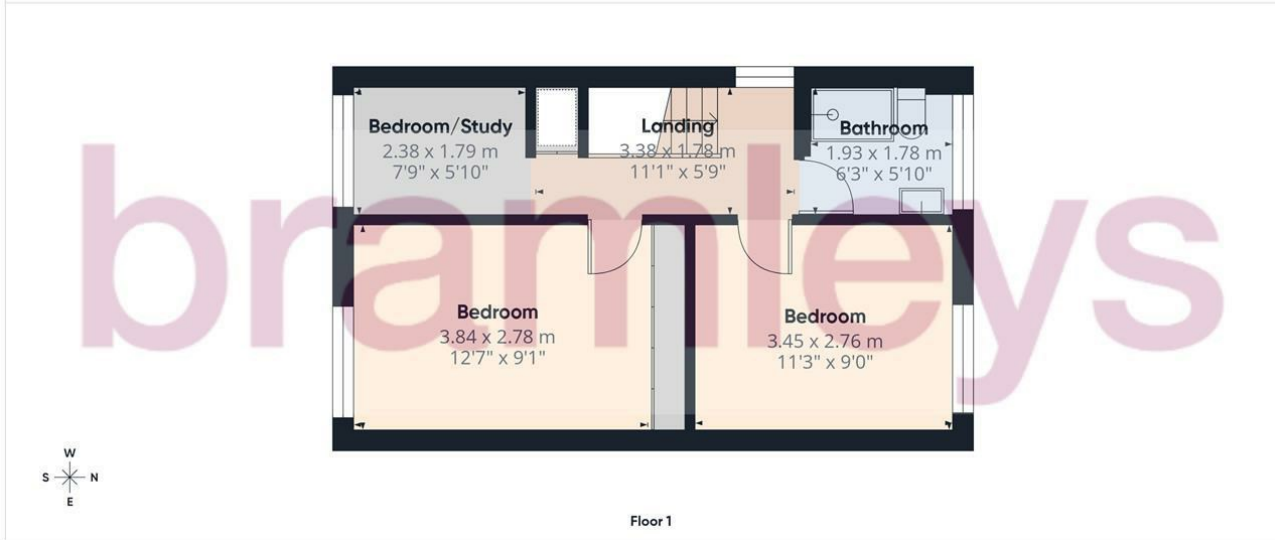 Bedroom/Study
2.38 x 1.79 m
7'9" x 5'10"
Landing
3.38 x 1.78 m
11'1" x 5'9"
Bathroom
1.93 x 1.78 m
6'3" x 5'10"
bramleys
Bedroom
3.84 x 2.78 m
12'7" x 9'1"
Bedroom
3.45 x 2.76 m
11'3" x 9'0"
W
S N
E
Floor 1